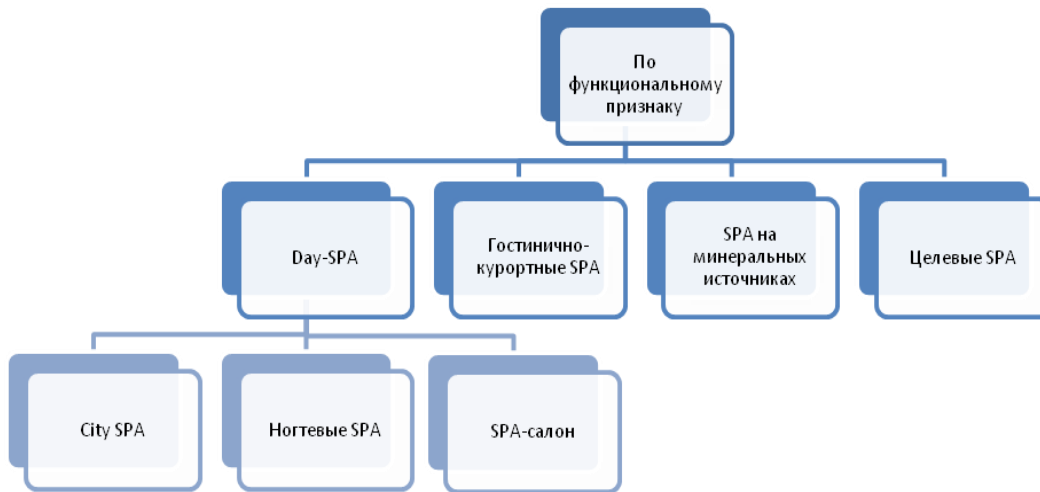 По
функциональному
признаку
Day-SPA
Гостинично-
курортные SPA
SPA на
минеральных
источниках
Целевые SPA
City SPA
Ногтевые SPA
SPA-салон